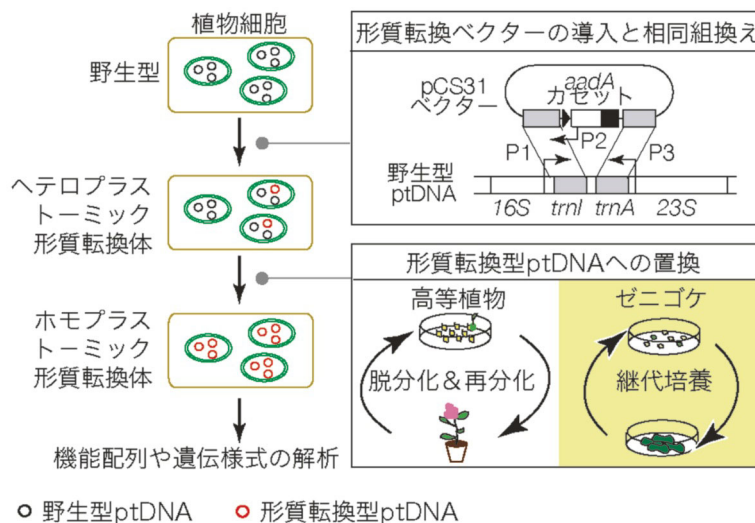 植物細胞
野生型
ヘテロプラス
トーミック
形質転換体
ホモプラス
トーミック
形質転換体
機能配列や遺伝様式の解析
形質転換ベクターの導入と相同組換え
pCS31
ベクター
aadA
カセット
P2
P1
P3
野生型
ptDNA
16S trnI trnA 23S
形質転換型ptDNAへの置換
高等植物
脱分化&再分化
ゼニゴケ
継代培養
野生型ptDNA 形質転換型ptDNA